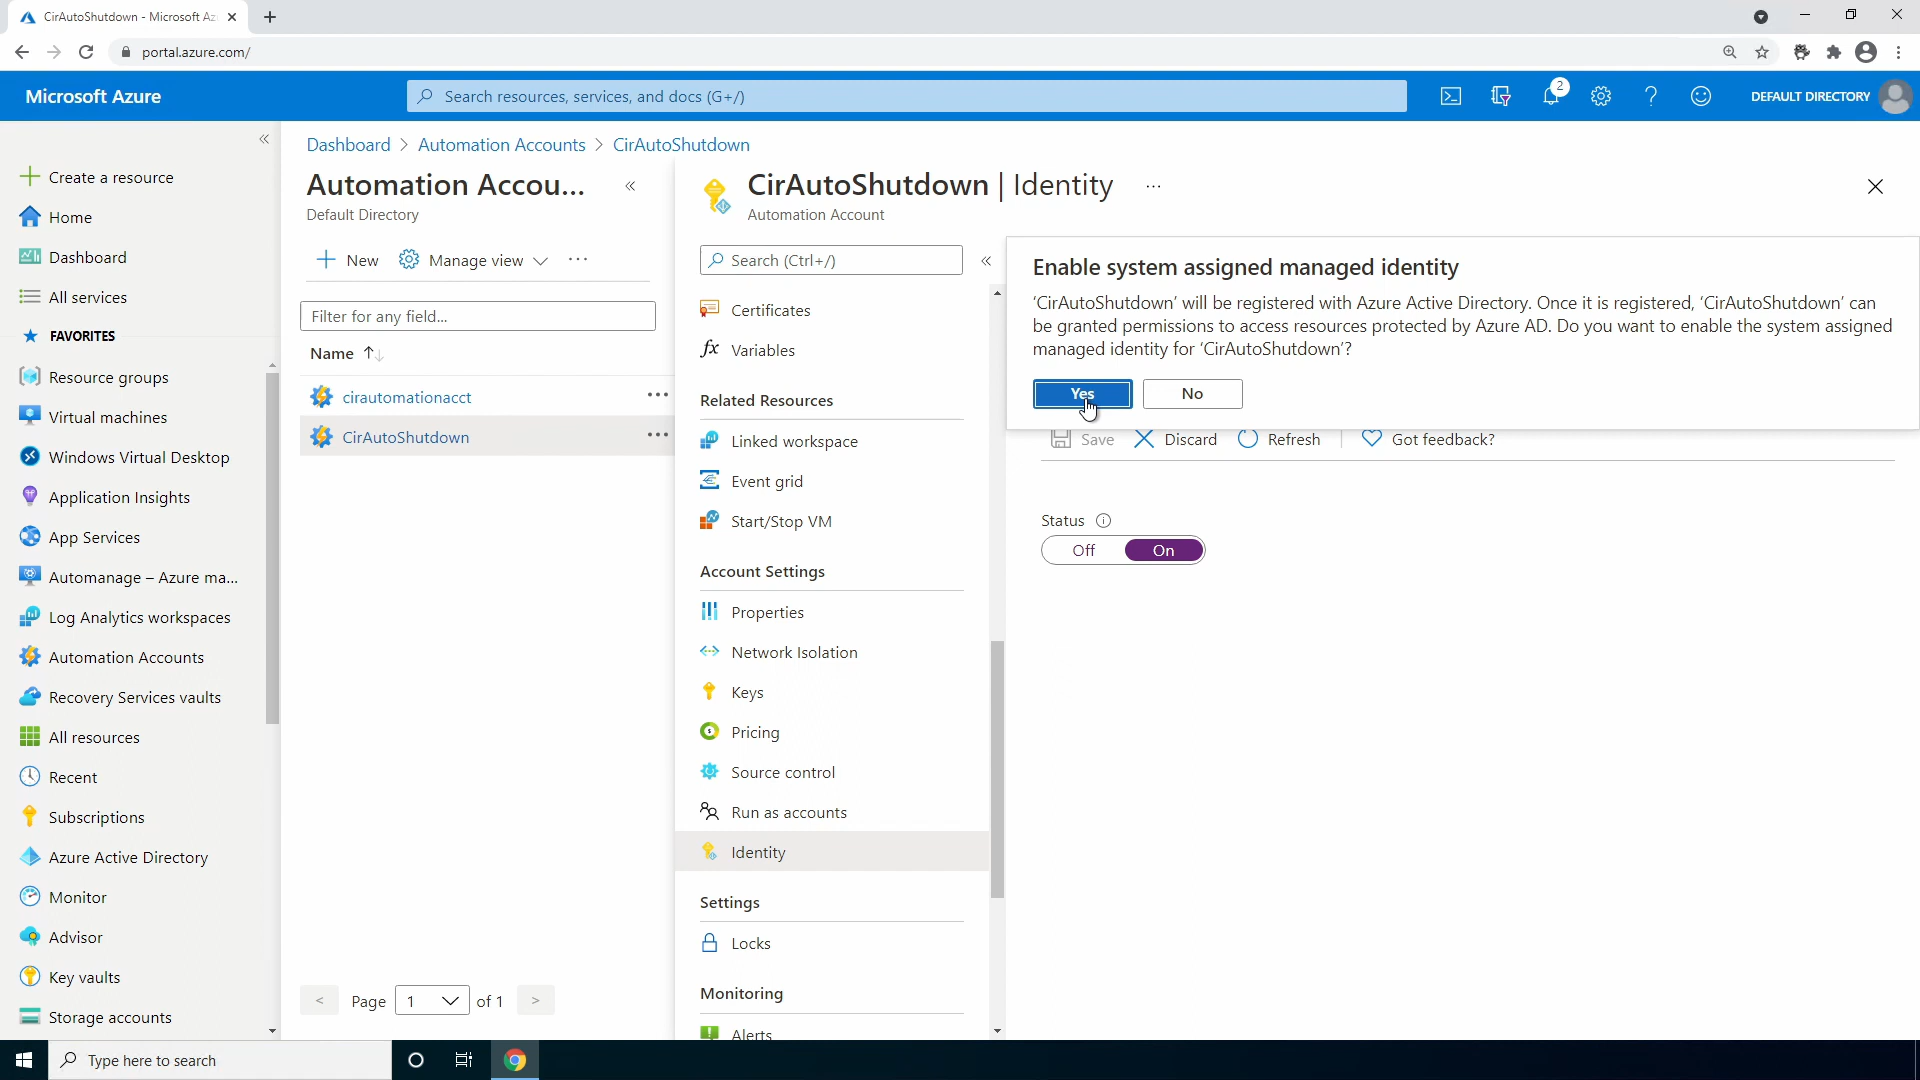 CirAutoShutdown - Microsoft Az
portal.azure.com/
Microsoft Azure
Search resources, services, and docs (G+/)
2
DEFAULT DIRECTORY
Create a resource
Home
Dashboard
All services
FAVORITES
Resource groups
Virtual machines
Windows Virtual Desktop
Application Insights
App Services
Automanage – Azure ma...
Log Analytics workspaces
Automation Accounts
Recovery Services vaults
All resources
Recent
Subscriptions
Azure Active Directory
Monitor
Advisor
Key vaults
Storage accounts
Dashboard > Automation Accounts > CirAutoShutdown
Automation Accou...
Default Directory
New
Manage view
Filter for any field...
Name
cirautomationacct
CirAutoShutdown
< Page 1 of 1 >
CirAutoShutdown | Identity
Automation Account
Search (Ctrl+/)
Certificates
Variables
Related Resources
Linked workspace
Event grid
Start/Stop VM
Account Settings
Properties
Network Isolation
Keys
Pricing
Source control
Run as accounts
Identity
Settings
Locks
Monitoring
Alerts
Enable system assigned managed identity
'CirAutoShutdown' will be registered with Azure Active Directory. Once it is registered, 'CirAutoShutdown' can
be granted permissions to access resources protected by Azure AD. Do you want to enable the system assigned
managed identity for 'CirAutoShutdown'?
Yes
No
Save
Discard
Refresh
Got feedback?
Status
Off
On
Type here to search